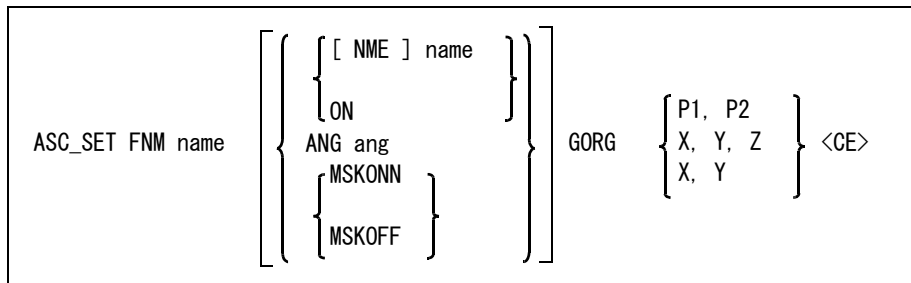 [ NME ] name
ON
ASC_SET FNM name
ANG ang
MSKONN
MSKOFF
GORG
P1, P2
X, Y, Z
X, Y
<CE>